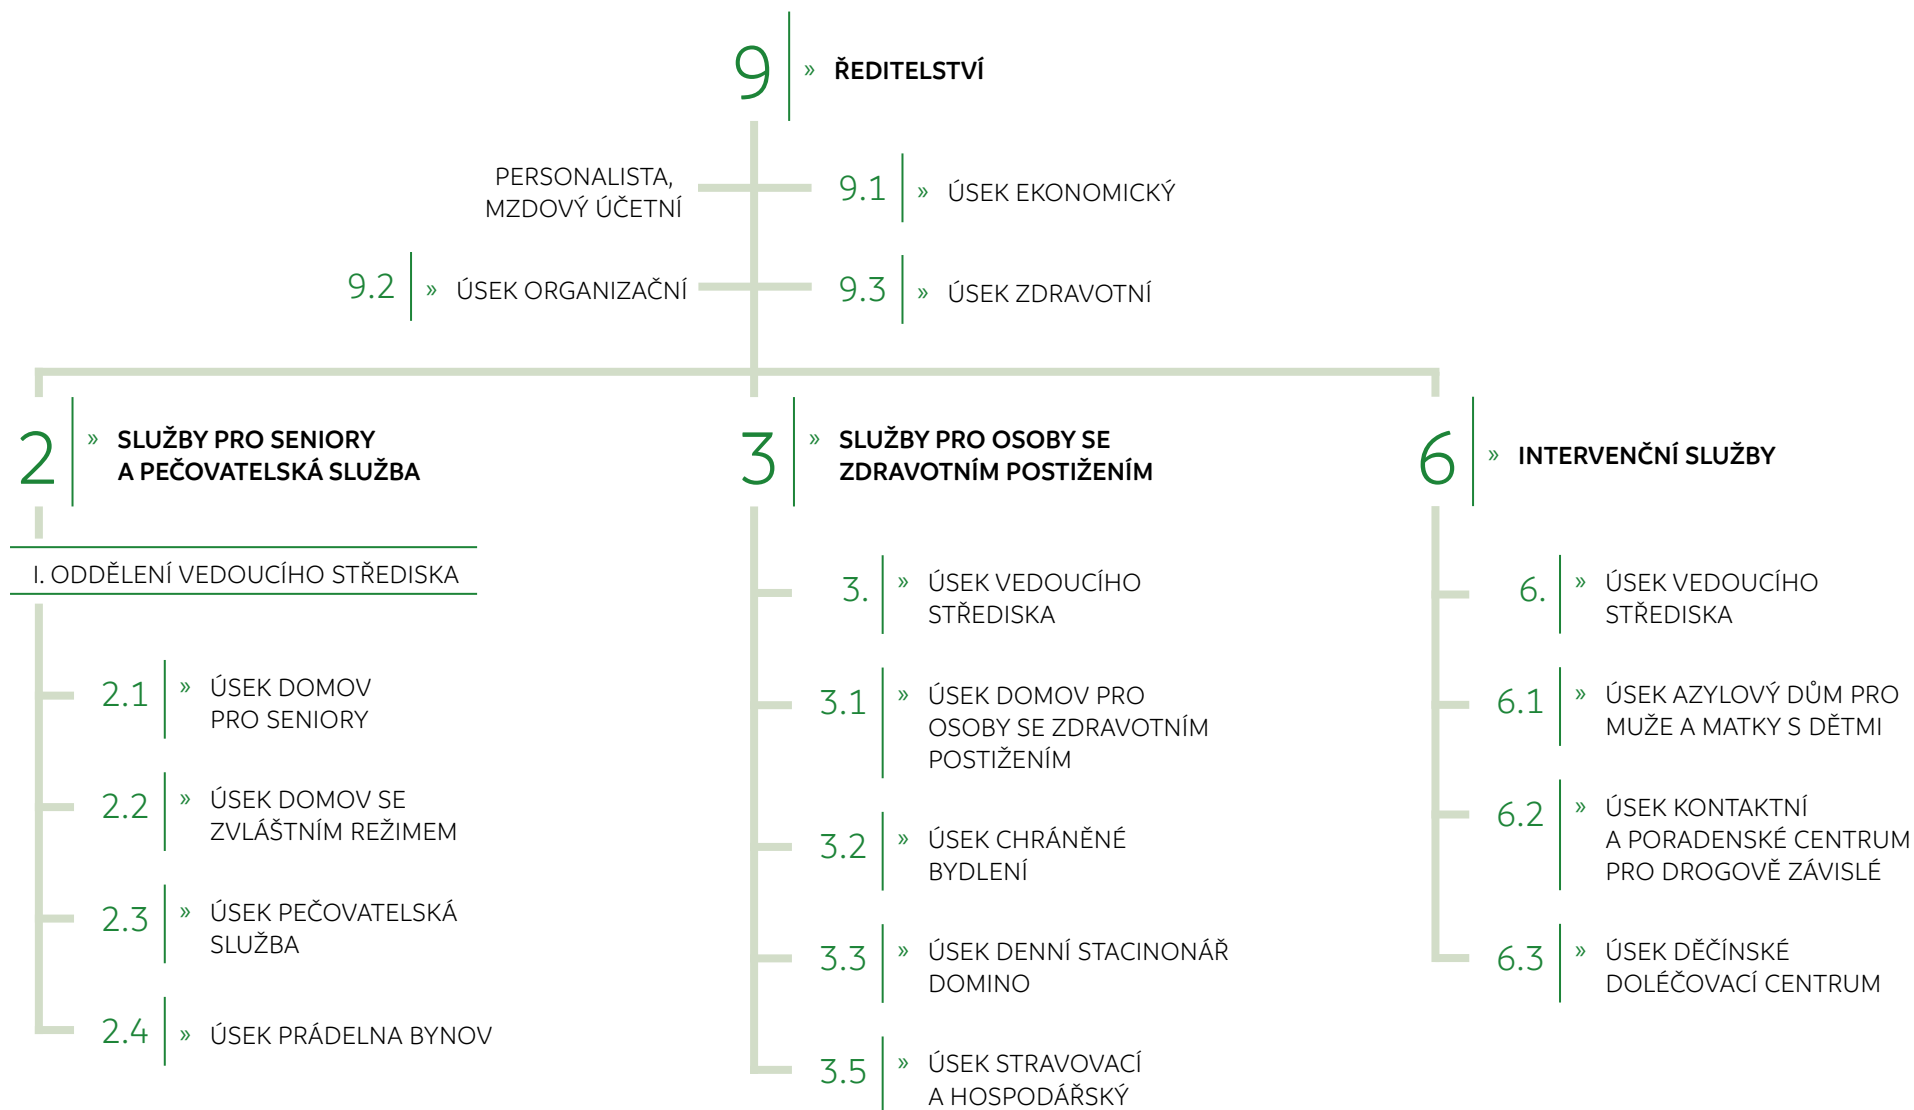 9 » ŘEDITELSTVÍ
PERSONALISTA,
MZDOVÝ ÚČETNÍ
9.1 » ÚSEK EKONOMICKÝ
9.2 » ÚSEK ORGANIZAČNÍ
9.3 » ÚSEK ZDRAVOTNÍ
2 » SLUŽBY PRO SENIORY
A PEČOVATELSKÁ SLUŽBA
I. ODDĚLENÍ VEDOUCÍHO STŘEDISKA
2.1 » ÚSEK DOMOV
PRO SENIORY
2.2 » ÚSEK DOMOV SE
ZVLÁŠTNÍM REŽIMEM
2.3 » ÚSEK PEČOVATELSKÁ
SLUŽBA
2.4 » ÚSEK PRÁDELNA BYNOV
3 » SLUŽBY PRO OSOBY SE
ZDRAVOTNÍM POSTIŽENÍM
3. » ÚSEK VEDOUCÍHO
STŘEDISKA
3.1 » ÚSEK DOMOV PRO
OSOBY SE ZDRAVOTNÍM
POSTIŽENÍM
3.2 » ÚSEK CHRÁNĚNÉ
BYDLENÍ
3.3 » ÚSEK DENNÍ STACINONÁŘ
DOMINO
3.5 » ÚSEK STRAVOVACÍ
A HOSPODÁŘSKÝ
6 » INTERVENČNÍ SLUŽBY
6. » ÚSEK VEDOUCÍHO
STŘEDISKA
6.1 » ÚSEK AZYLOVÝ DŮM PRO
MUŽE A MATKY S DĚTMI
6.2 » ÚSEK KONTAKTNÍ
A PORADENSKÉ CENTRUM
PRO DROGOVĚ ZÁVISLÉ
6.3 » ÚSEK DĚČÍNSKÉ
DOLÉČOVACÍ CENTRUM